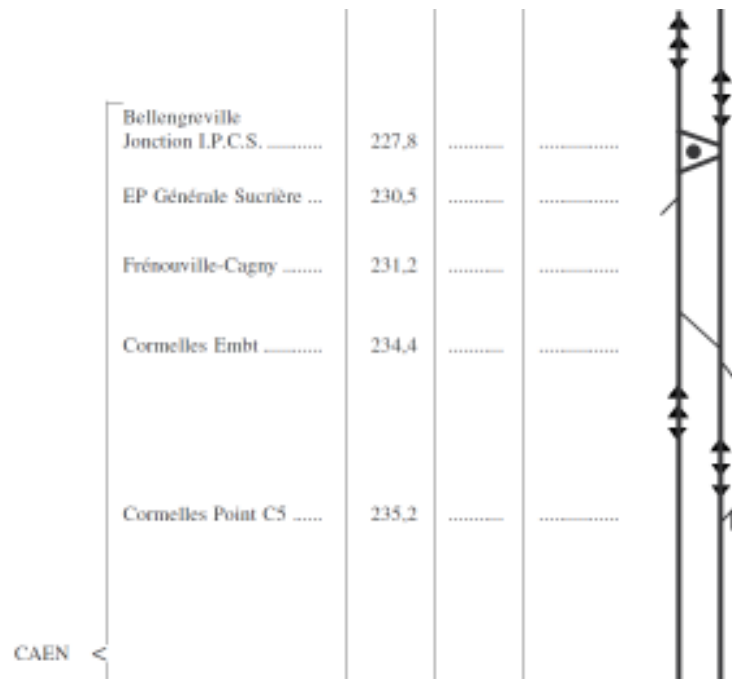 Bellengreville
Jonction I.P.C.S. .......... 227,8 .......... ..........
EP Générale Sucrière ... 230,5 .......... ..........
Frénouville-Cagny ....... 231,2 .......... ..........
Cormelles Embt .......... 234,4 .......... ..........
Cormelles Point C5 ...... 235,2 .......... ..........
CAEN <